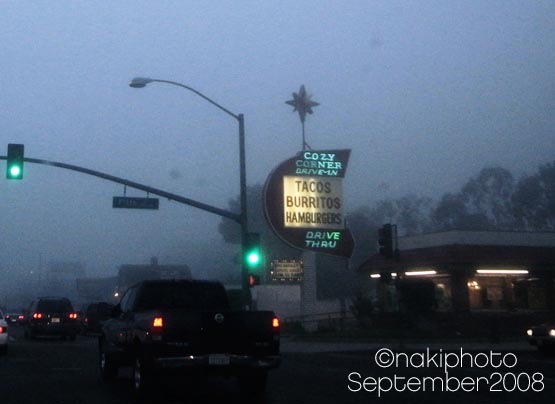 COZY
CORNER
DRIVE-IN
TACOS
BURRITOS
HAMBURGERS
DRIVE
THRU
©nakiphoto
September2008